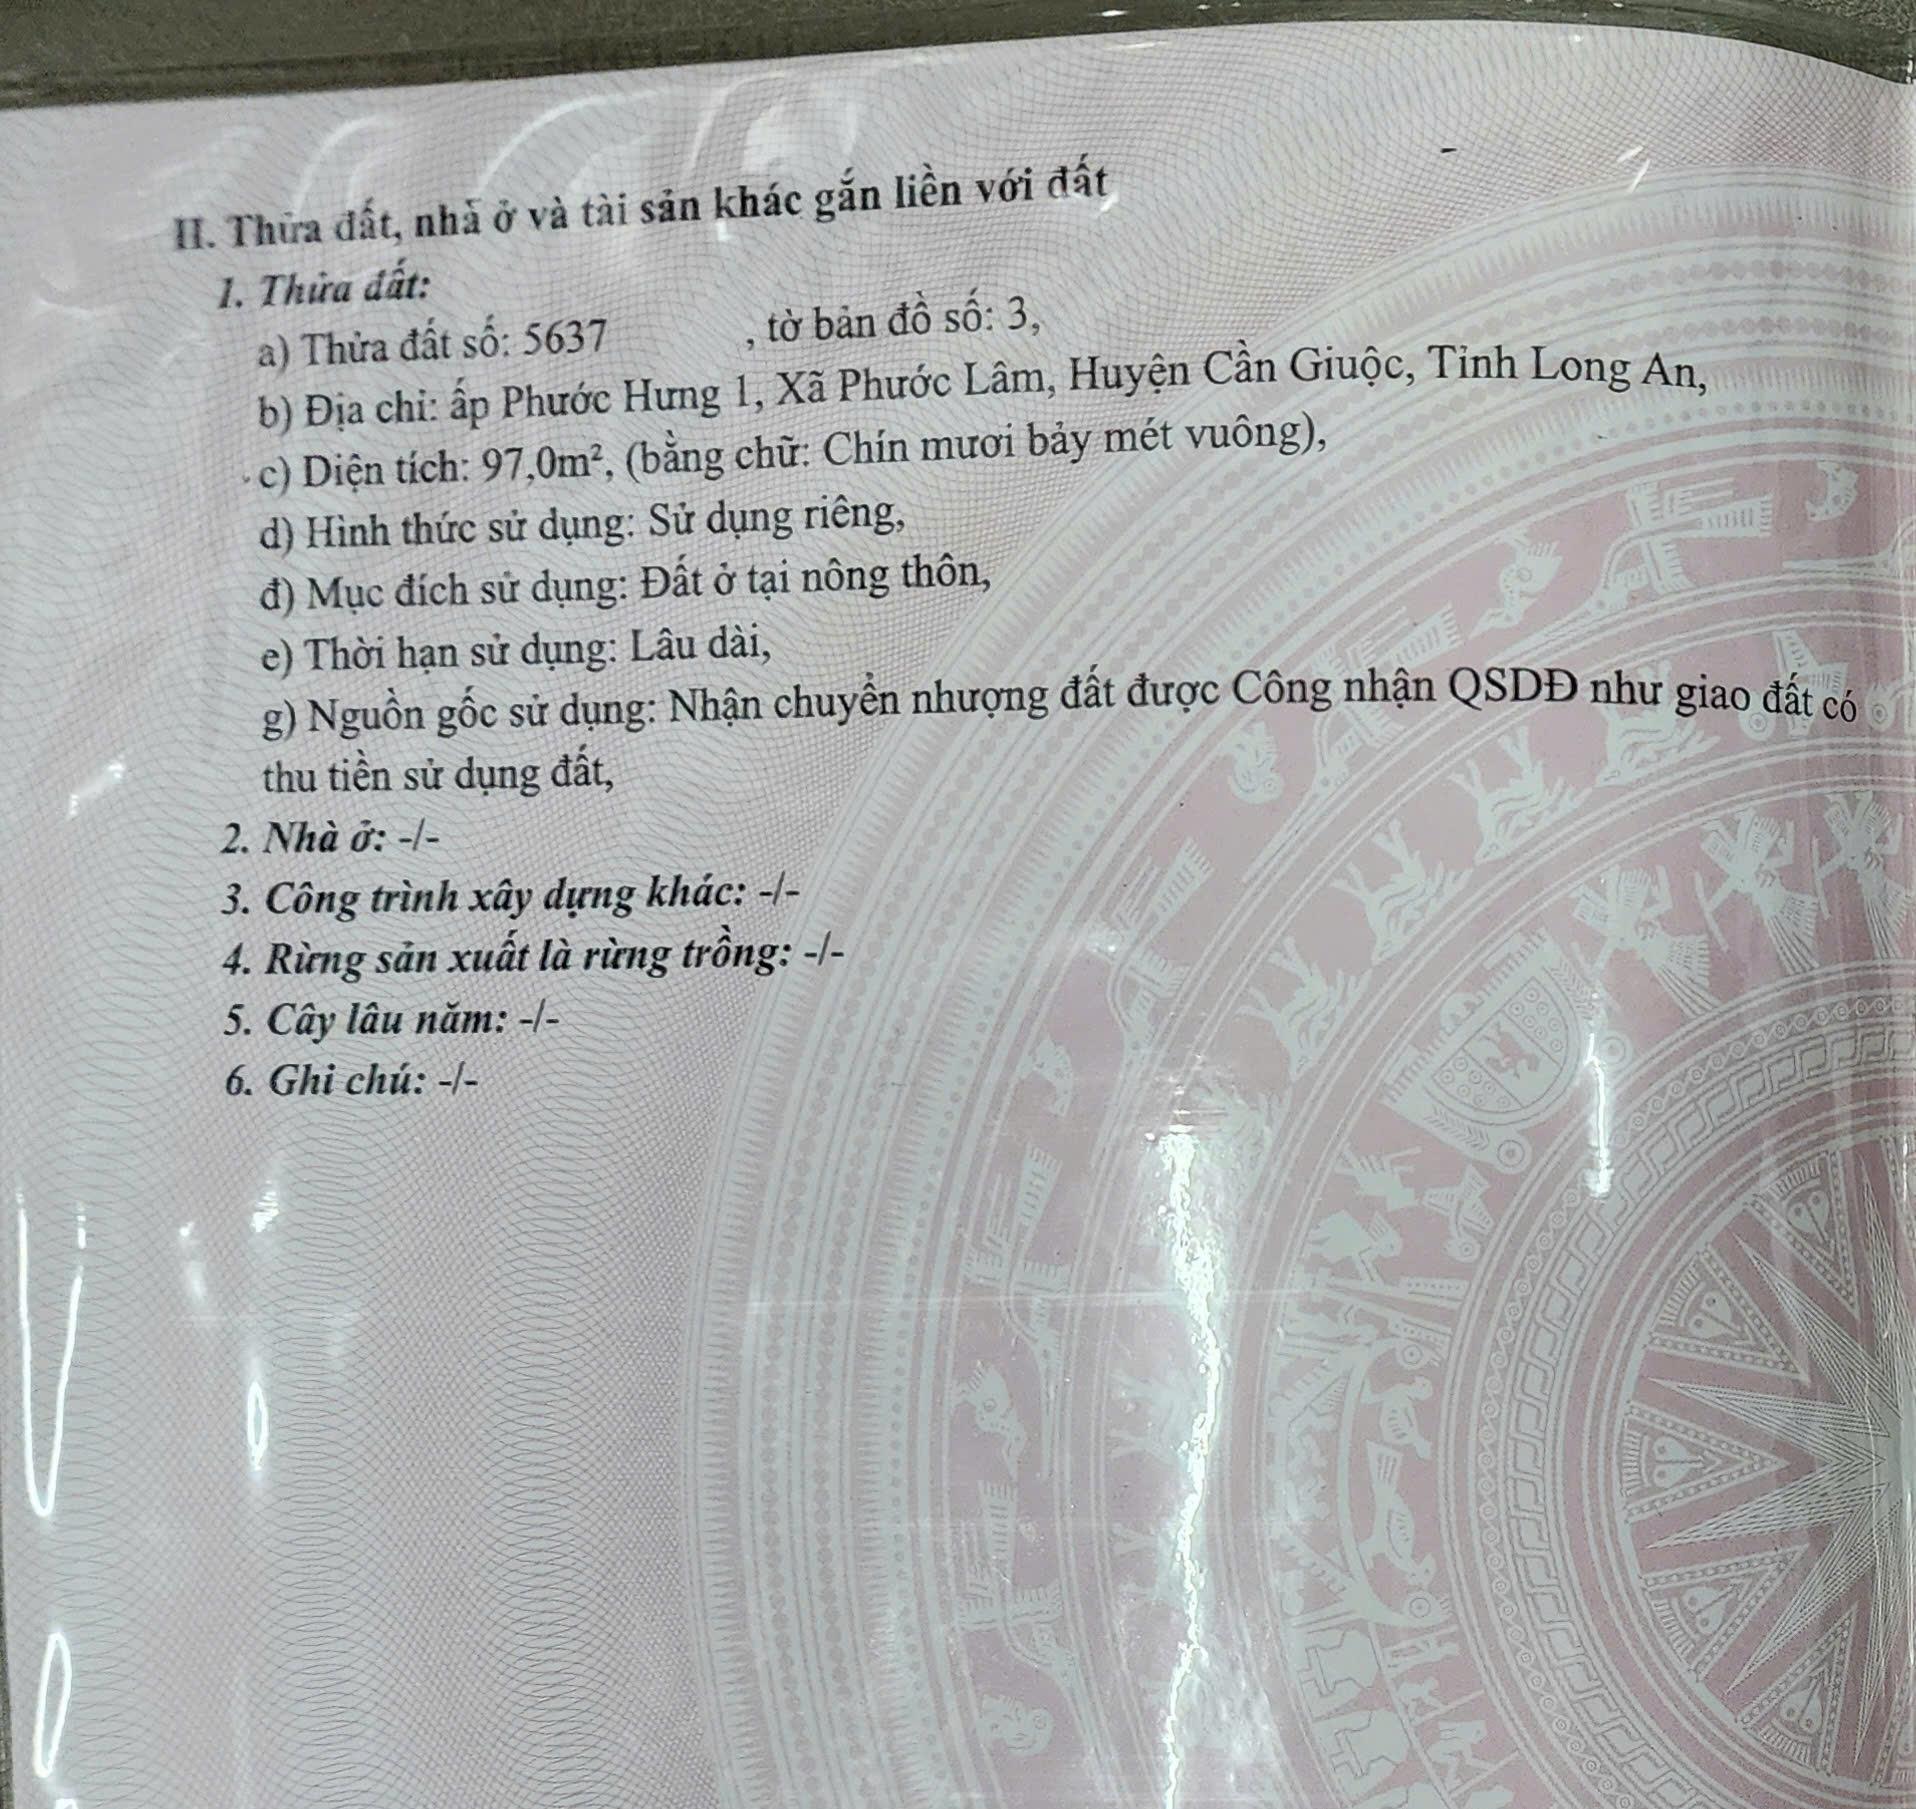 II. Thửa đất, nhà ở và tài sản khác gắn liền với đất
1. Thửa đất:
a) Thửa đất số: 5637 , tờ bản đồ số: 3,
b) Địa chỉ: ấp Phước Hưng 1, Xã Phước Lâm, Huyện Cần Giuộc, Tỉnh Long An,
c) Diện tích: 97,0m², (bằng chữ: Chín mươi bảy mét vuông),
d) Hình thức sử dụng: Sử dụng riêng,
đ) Mục đích sử dụng: Đất ở tại nông thôn,
e) Thời hạn sử dụng: Lâu dài,
g) Nguồn gốc sử dụng: Nhận chuyển nhượng đất được Công nhận QSDĐ như giao đất có
thu tiền sử dụng đất,
2. Nhà ở: -/-
3. Công trình xây dựng khác: -/-
4. Rừng sản xuất là rừng trồng: -/-
5. Cây lâu năm: -/-
6. Ghi chú: -/-